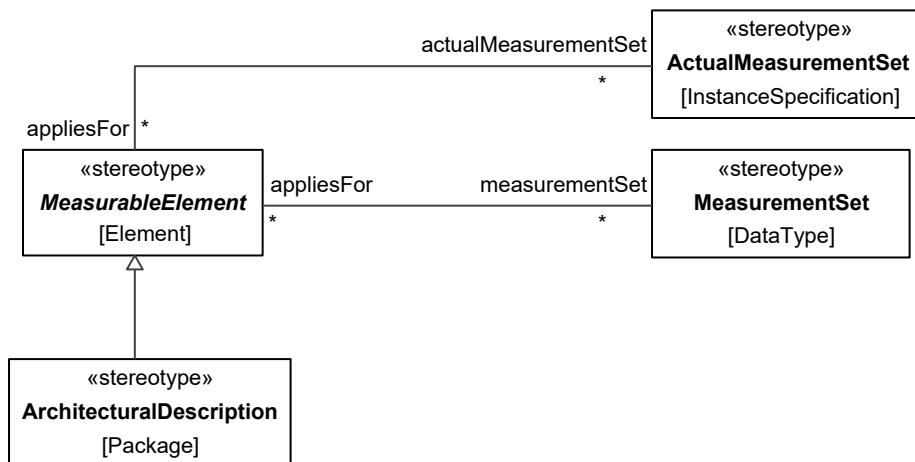 «stereotype»
actualMeasurementSet
ActualMeasurementSet
*
[InstanceSpecification]
appliesFor
*
«stereotype»
MeasurableElement
[Element]
appliesFor
*
measurementSet
*
«stereotype»
MeasurementSet
[DataType]
«stereotype»
ArchitecturalDescription
[Package]